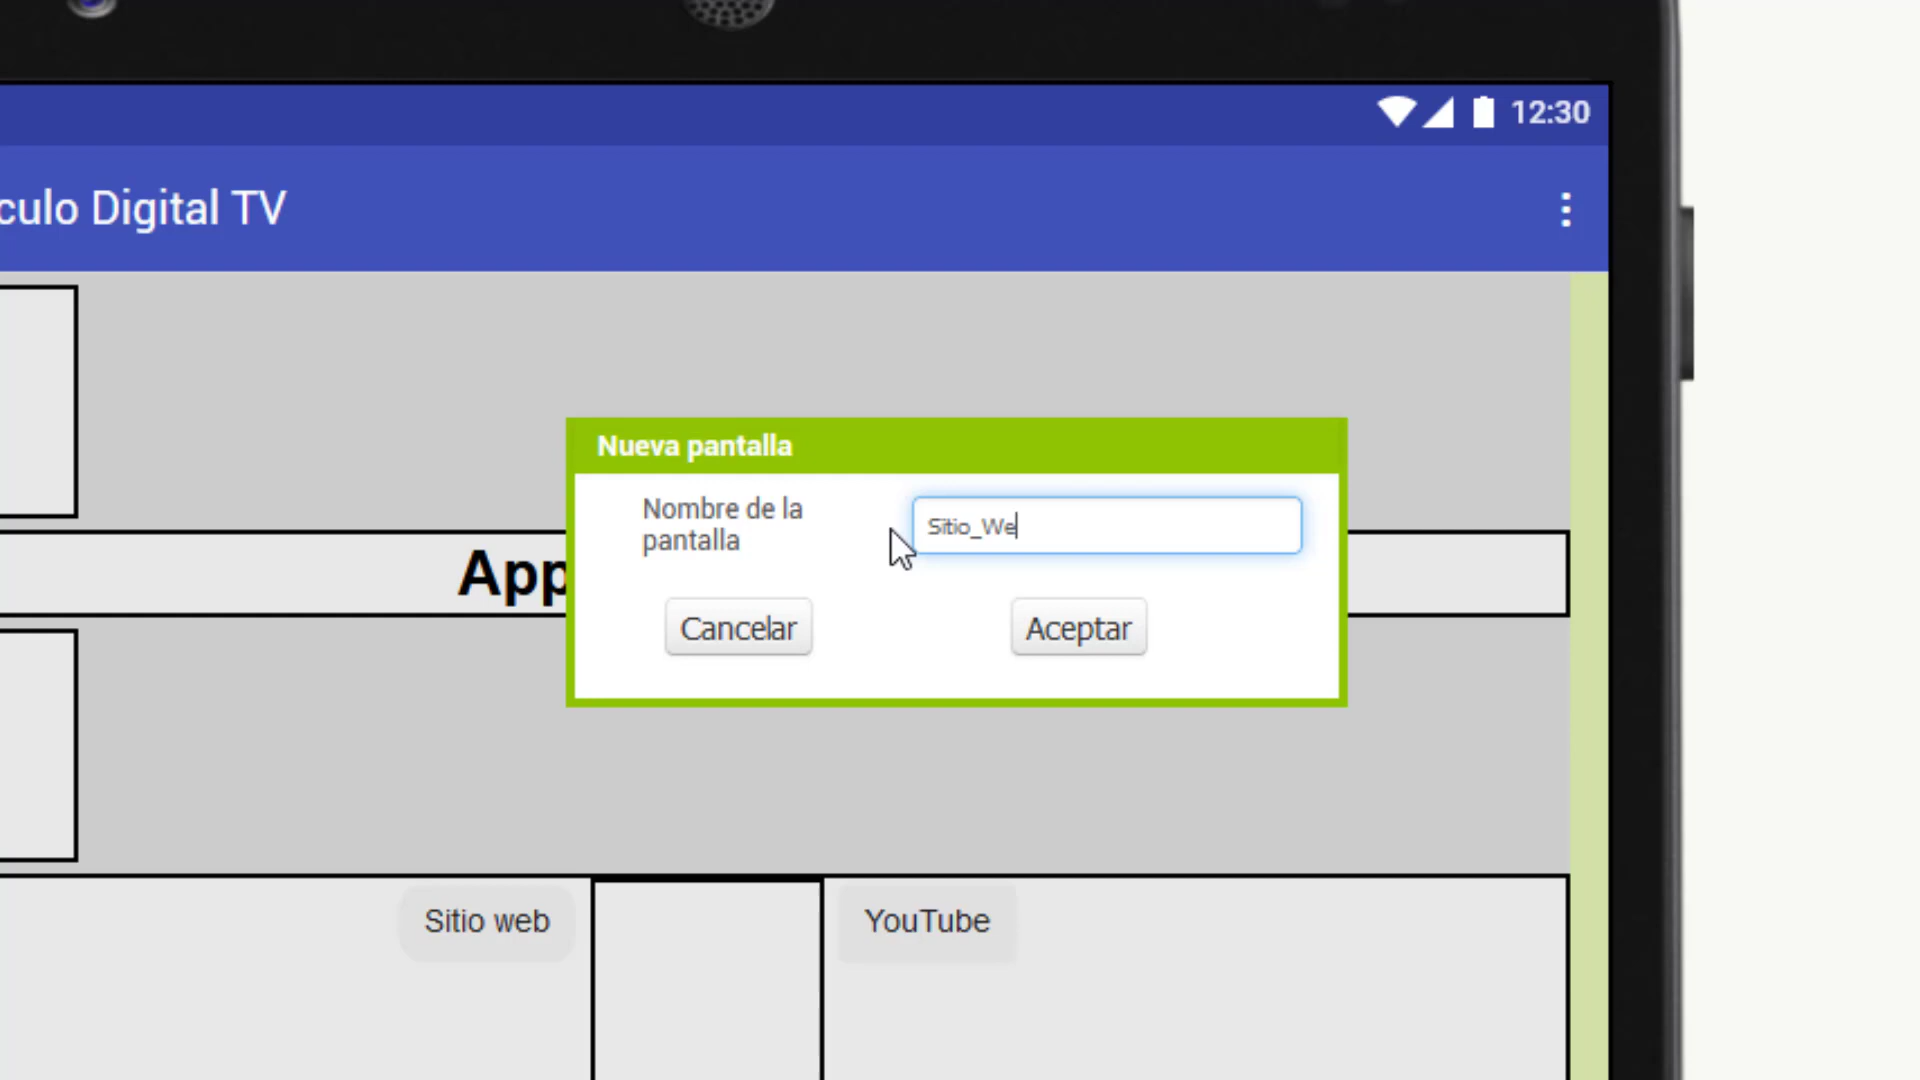 12:30
culo Digital TV
Nueva pantalla
Nombre de la
pantalla
Sitio_We
App
Cancelar
Aceptar
Sitio web
YouTube